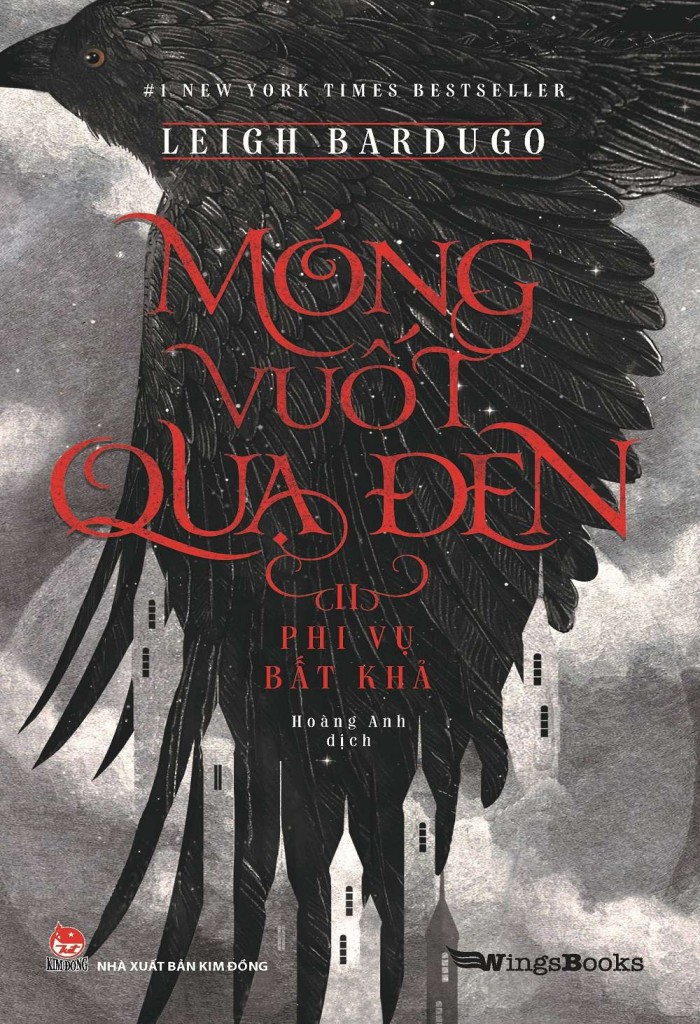 #1 NEW YORK TIMES BESTSELLER
LEIGH BARDUGO
MÓNG
VUỐT
QUẠ ĐEN
II
PHI VỤ
BẤT KHẢ
Hoàng Anh
dịch
KIM ĐỒNG
NHÀ XUẤT BẢN KIM ĐỒNG
WingsBooks